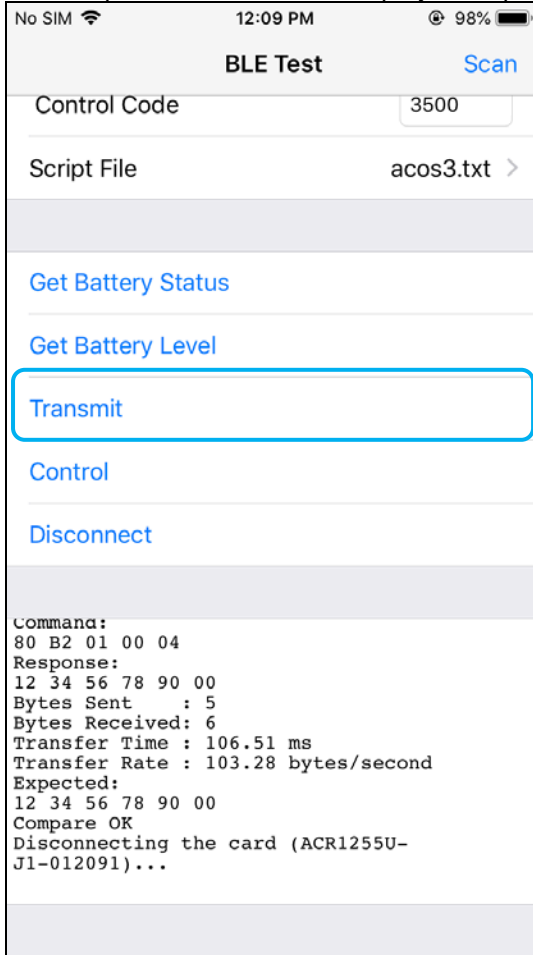 No SIM 12:09 PM 98%
BLE Test Scan
Control Code 3500
Script File acos3.txt >
Get Battery Status
Get Battery Level
Transmit
Control
Disconnect
Command:
80 B2 01 00 04
Response:
12 34 56 78 90 00
Bytes Sent    : 5
Bytes Received: 6
Transfer Time : 106.51 ms
Transfer Rate : 103.28 bytes/second
Expected:
12 34 56 78 90 00
Compare OK
Disconnecting the card (ACR1255U-
J1-012091)...